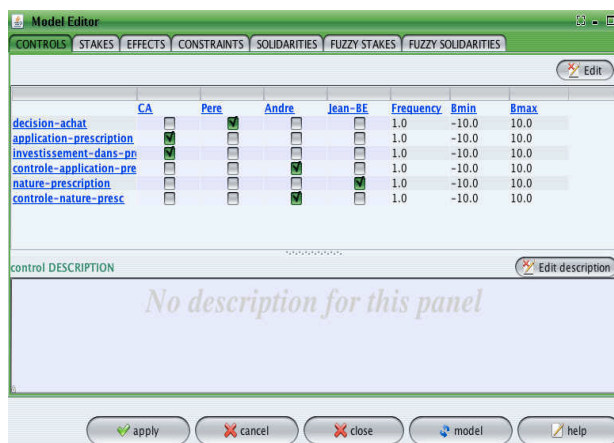 Model Editor
CONTROLS STAKES EFFECTS CONSTRAINTS SOLIDARITIES FUZZY STAKES FUZZY SOLIDARITIES
Edit
CA Pere Andre Jean-BE Frequency Bmin Bmax
decision-achat 1.0 -10.0 10.0
application-prescription 1.0 -10.0 10.0
investissement-dans-pr 1.0 -10.0 10.0
controle-application-pre 1.0 -10.0 10.0
nature-prescription 1.0 -10.0 10.0
controle-nature-presc 1.0 -10.0 10.0
control DESCRIPTION Edit description
No description for this panel
apply cancel close model help